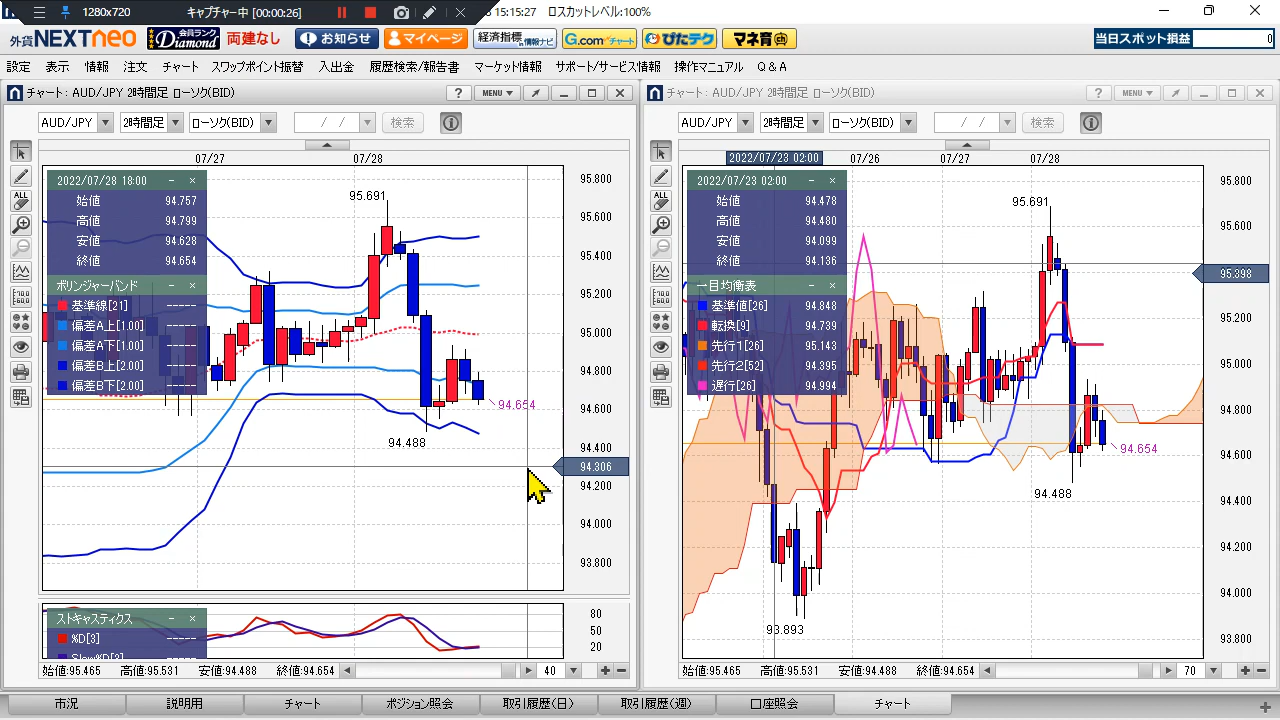 1280x720 キャプチャー中 [00:00:26] 15:15:27 ロスカットレベル:100%
外貨NEXTneo 会員ランク Diamond 両建なし お知らせ マイページ 経済指標 情報ナビ G.comチャート ぴたテク マネ育 当日スポット損益 0
設定 表示 情報 注文 チャート スワップポイント振替 入出金 履歴検索/報告書 マーケット情報 サポート/サービス情報 操作マニュアル Q&A
チャート: AUD/JPY 2時間足 ローソク(BID) ? MENU
AUD/JPY 2時間足 ローソク(BID) / / 検索
07/27 07/28
ALL
2022/07/28 18:00
始値 94.757
高値 94.799
安値 94.628
終値 94.654
ボリンジャーバンド
基準線[21] -----
偏差A上[1.00] -----
偏差A下[1.00] -----
偏差B上[2.00] -----
偏差B下[2.00] -----
95.691
94.654
94.488
95.800
95.600
95.400
95.200
95.000
94.800
94.600
94.400
94.306
94.200
94.000
93.800
ストキャスティクス
%D[3] -----
Slow%D[3] -----
80
50
20
始値:95.465 高値:95.531 安値:94.488 終値:94.654 40
チャート: AUD/JPY 2時間足 ローソク(BID) ? MENU
AUD/JPY 2時間足 ローソク(BID) / / 検索
2022/07/23 02:00 07/26 07/27 07/28
ALL
2022/07/23 02:00
始値 94.478
高値 94.480
安値 94.099
終値 94.136
一目均衡表
基準値[26] 94.848
転換[9] 94.739
先行1[26] 95.143
先行2[52] 94.395
遅行[26] 94.994
95.691
94.654
94.488
93.893
95.800
95.600
95.398
95.200
95.000
94.800
94.600
94.400
94.200
94.000
93.800
始値:95.465 高値:95.531 安値:94.488 終値:94.654 70
市況 説明用 チャート ポジション照会 取引履歴(日) 取引履歴(週) 口座照会 チャート